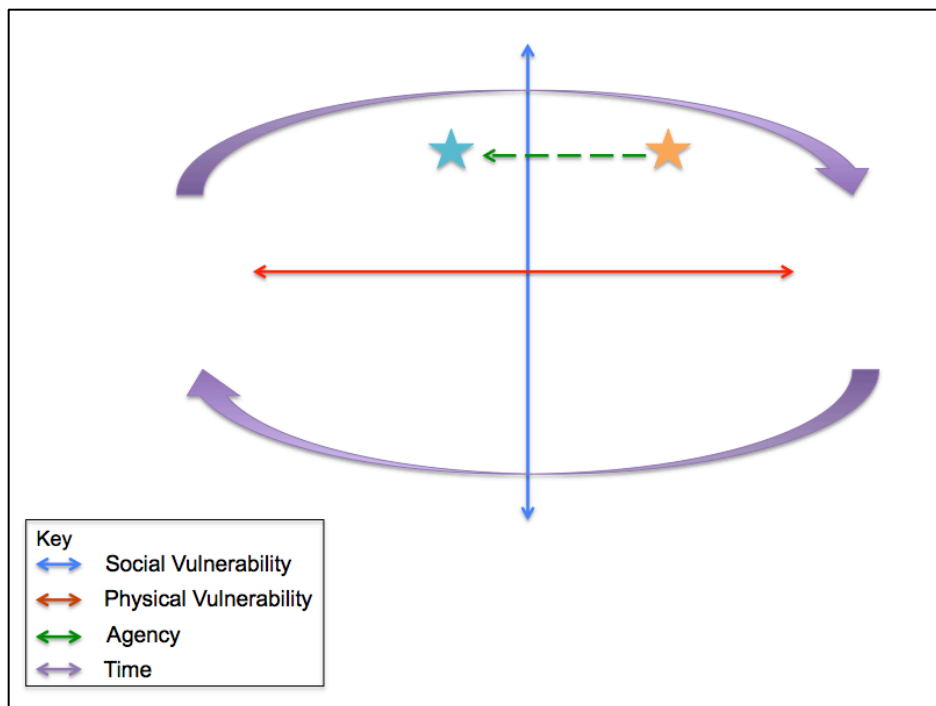 Key
Social Vulnerability
Physical Vulnerability
Agency
Time